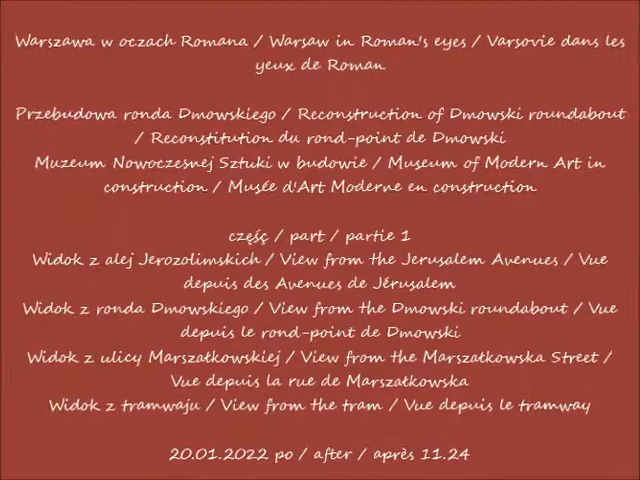 Warszawa w oczach Romana / Warsaw in Roman's eyes / Varsovie dans les
yeux de Roman
Przebudowa ronda Dmowskiego / Reconstruction of Dmowski roundabout
/ Reconstitution du rond-point de Dmowski
Muzeum Nowoczesnej Sztuki w budowie / Museum of Modern Art in
construction / Musée d'Art Moderne en construction
część / part / partie 1
Widok z alej Jerozolimskich / View from the Jerusalem Avenues / Vue
depuis des Avenues de Jérusalem
Widok z ronda Dmowskiego / View from the Dmowski roundabout / Vue
depuis le rond-point de Dmowski
Widok z ulicy Marszałkowskiej / View from the Marszałkowska Street /
Vue depuis la rue de Marszałkowska
Widok z tramwaju / View from the tram / Vue depuis le tramway
20.01.2022 po / after / après 11.24